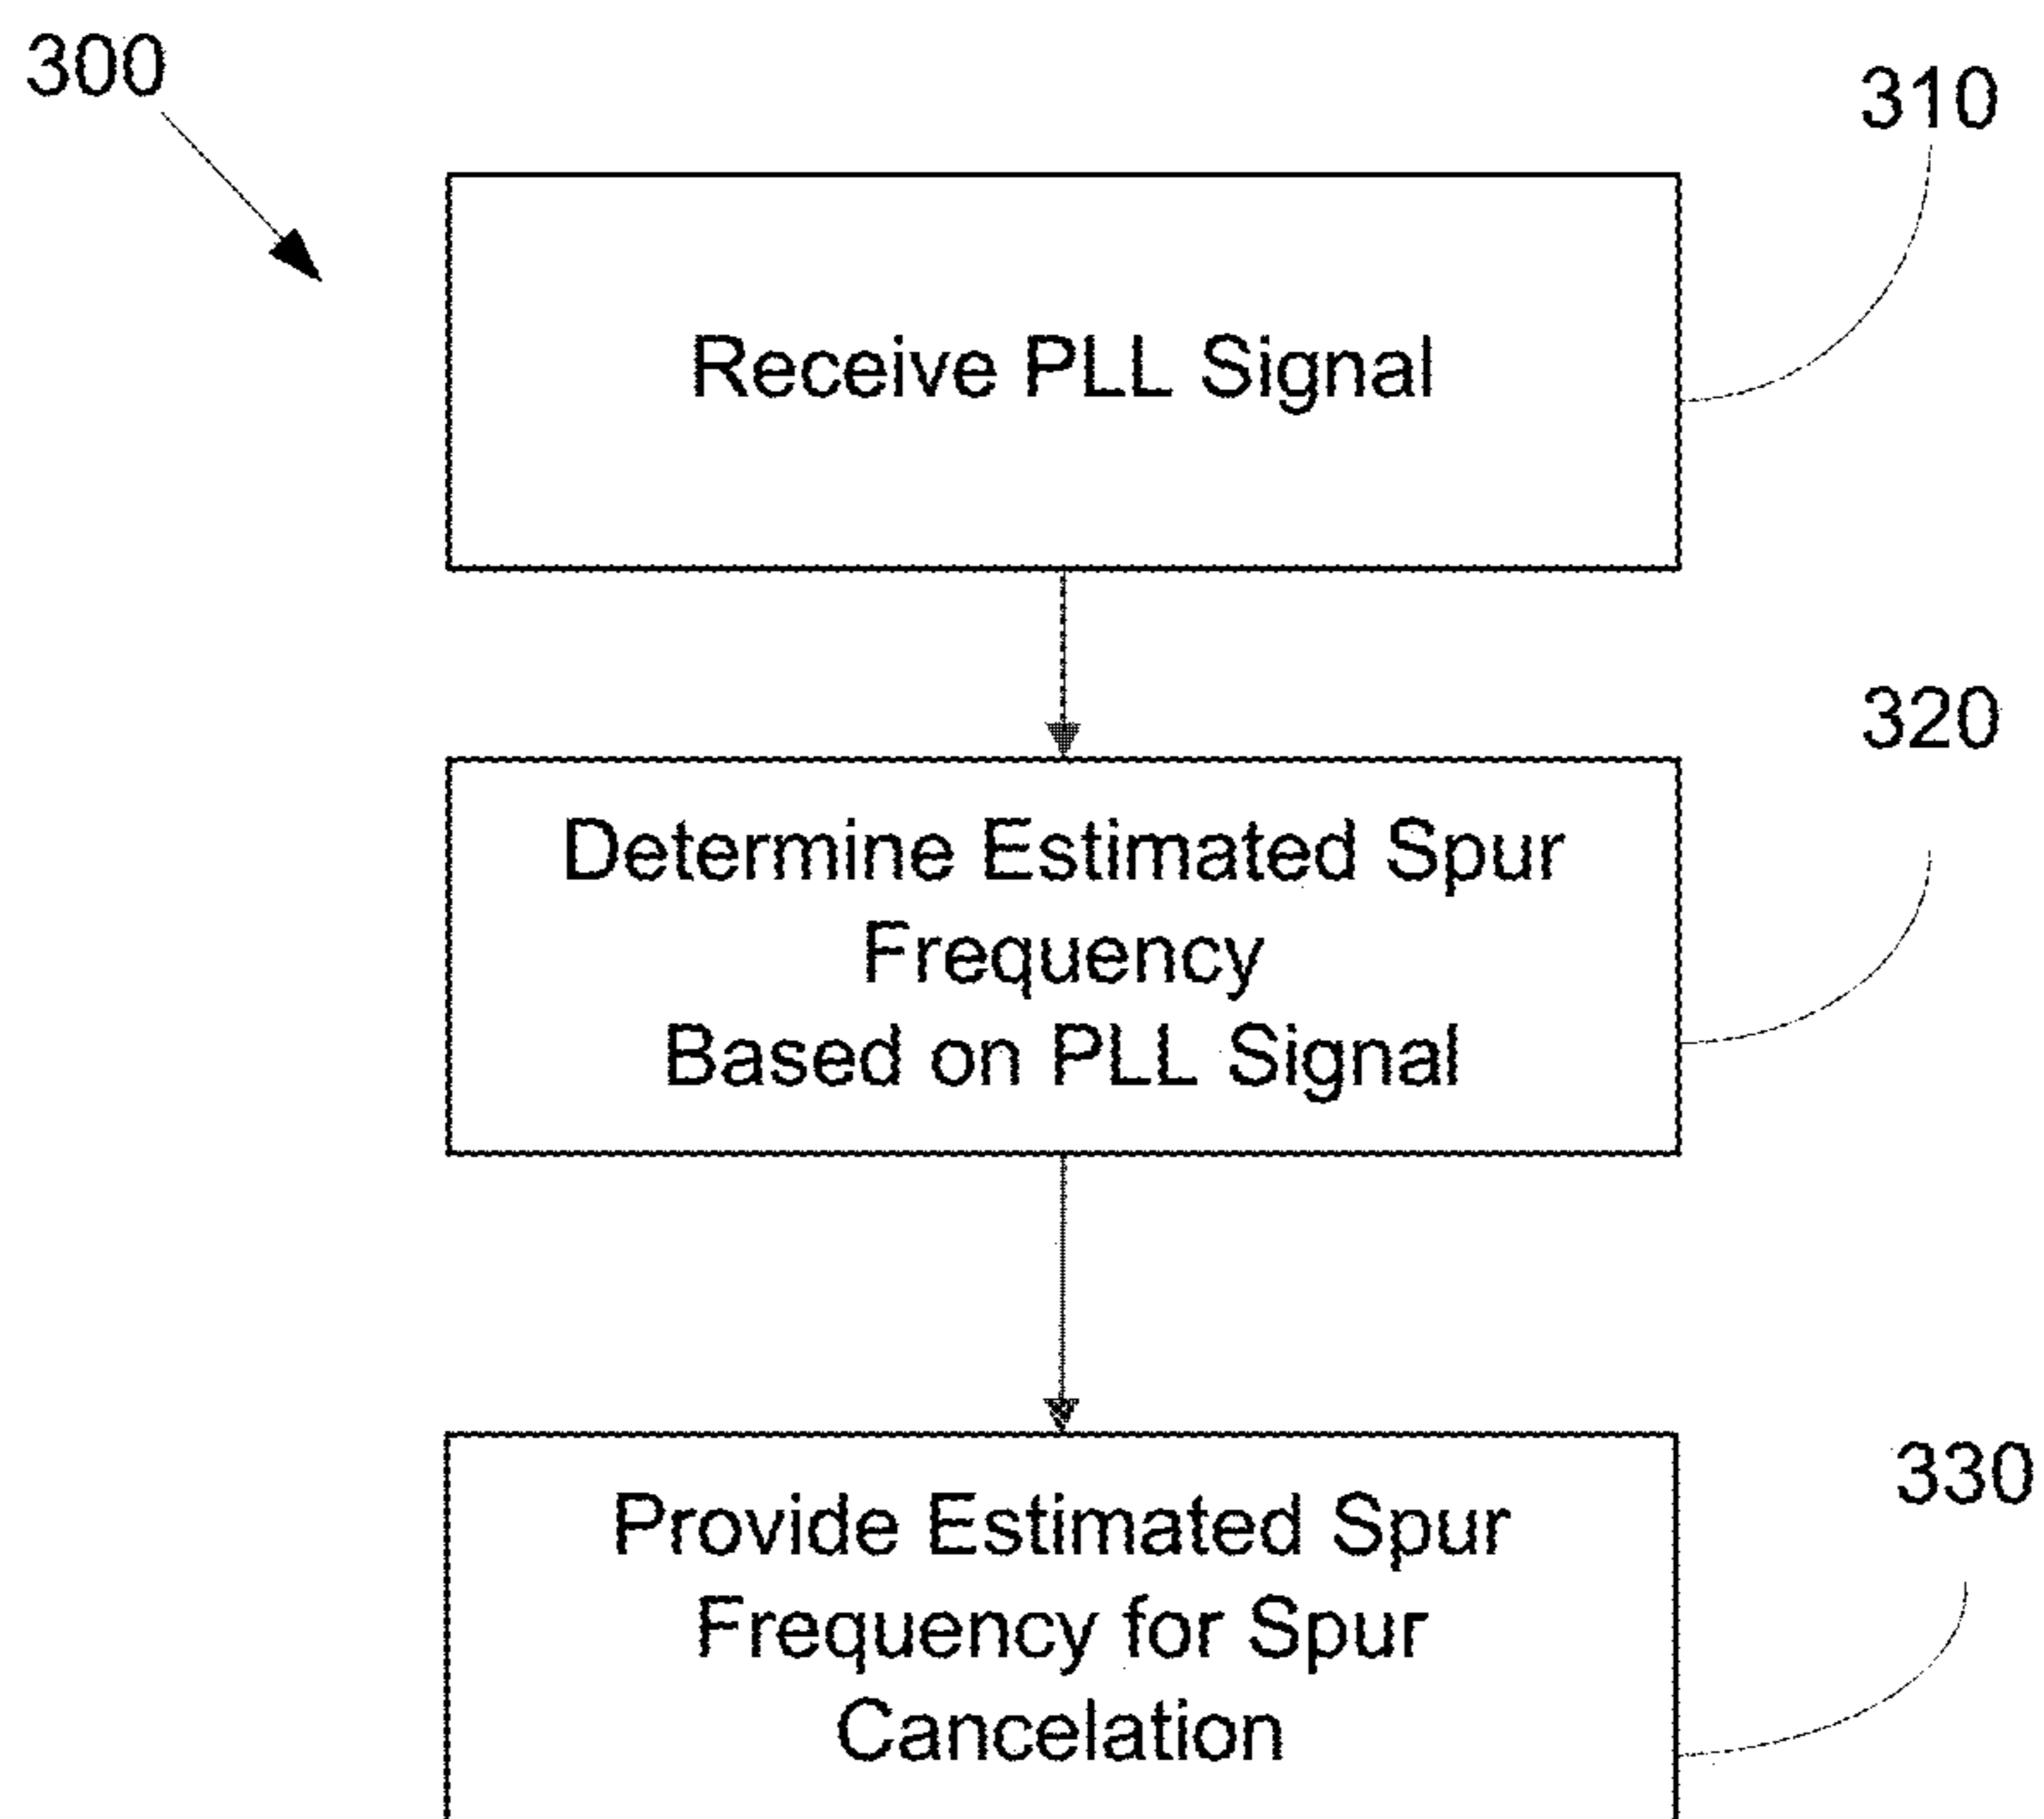 300
310
Receive PLL Signal
320
Determine Estimated Spur
Frequency
Based on PLL Signal
330
Provide Estimated Spur
Frequency for Spur
Cancelation